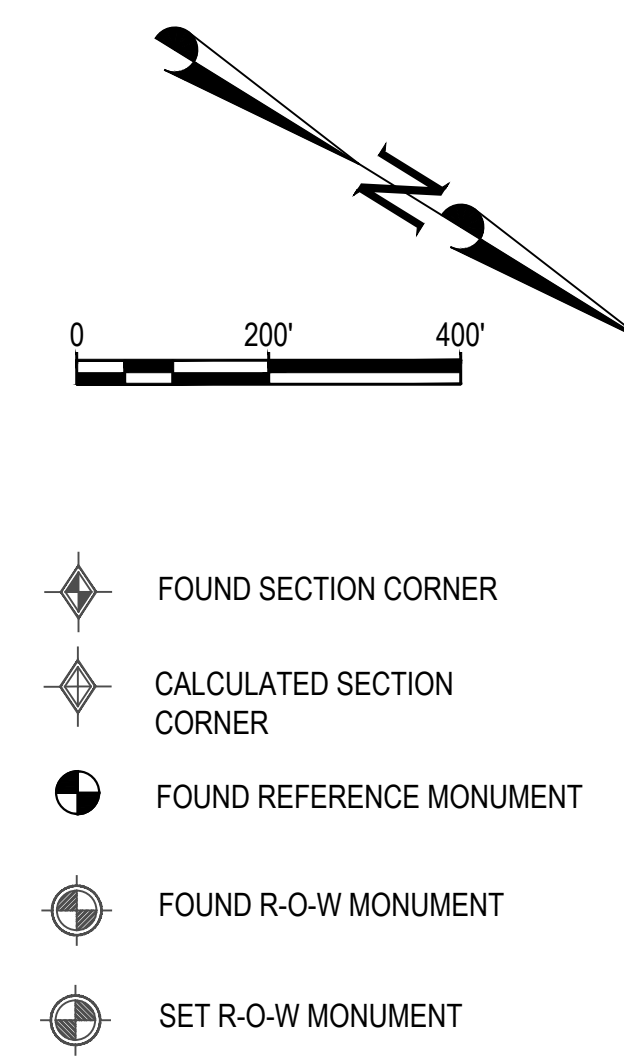 N
0 200' 400'
FOUND SECTION CORNER
CALCULATED SECTION
CORNER
FOUND REFERENCE MONUMENT
FOUND R-O-W MONUMENT
SET R-O-W MONUMENT